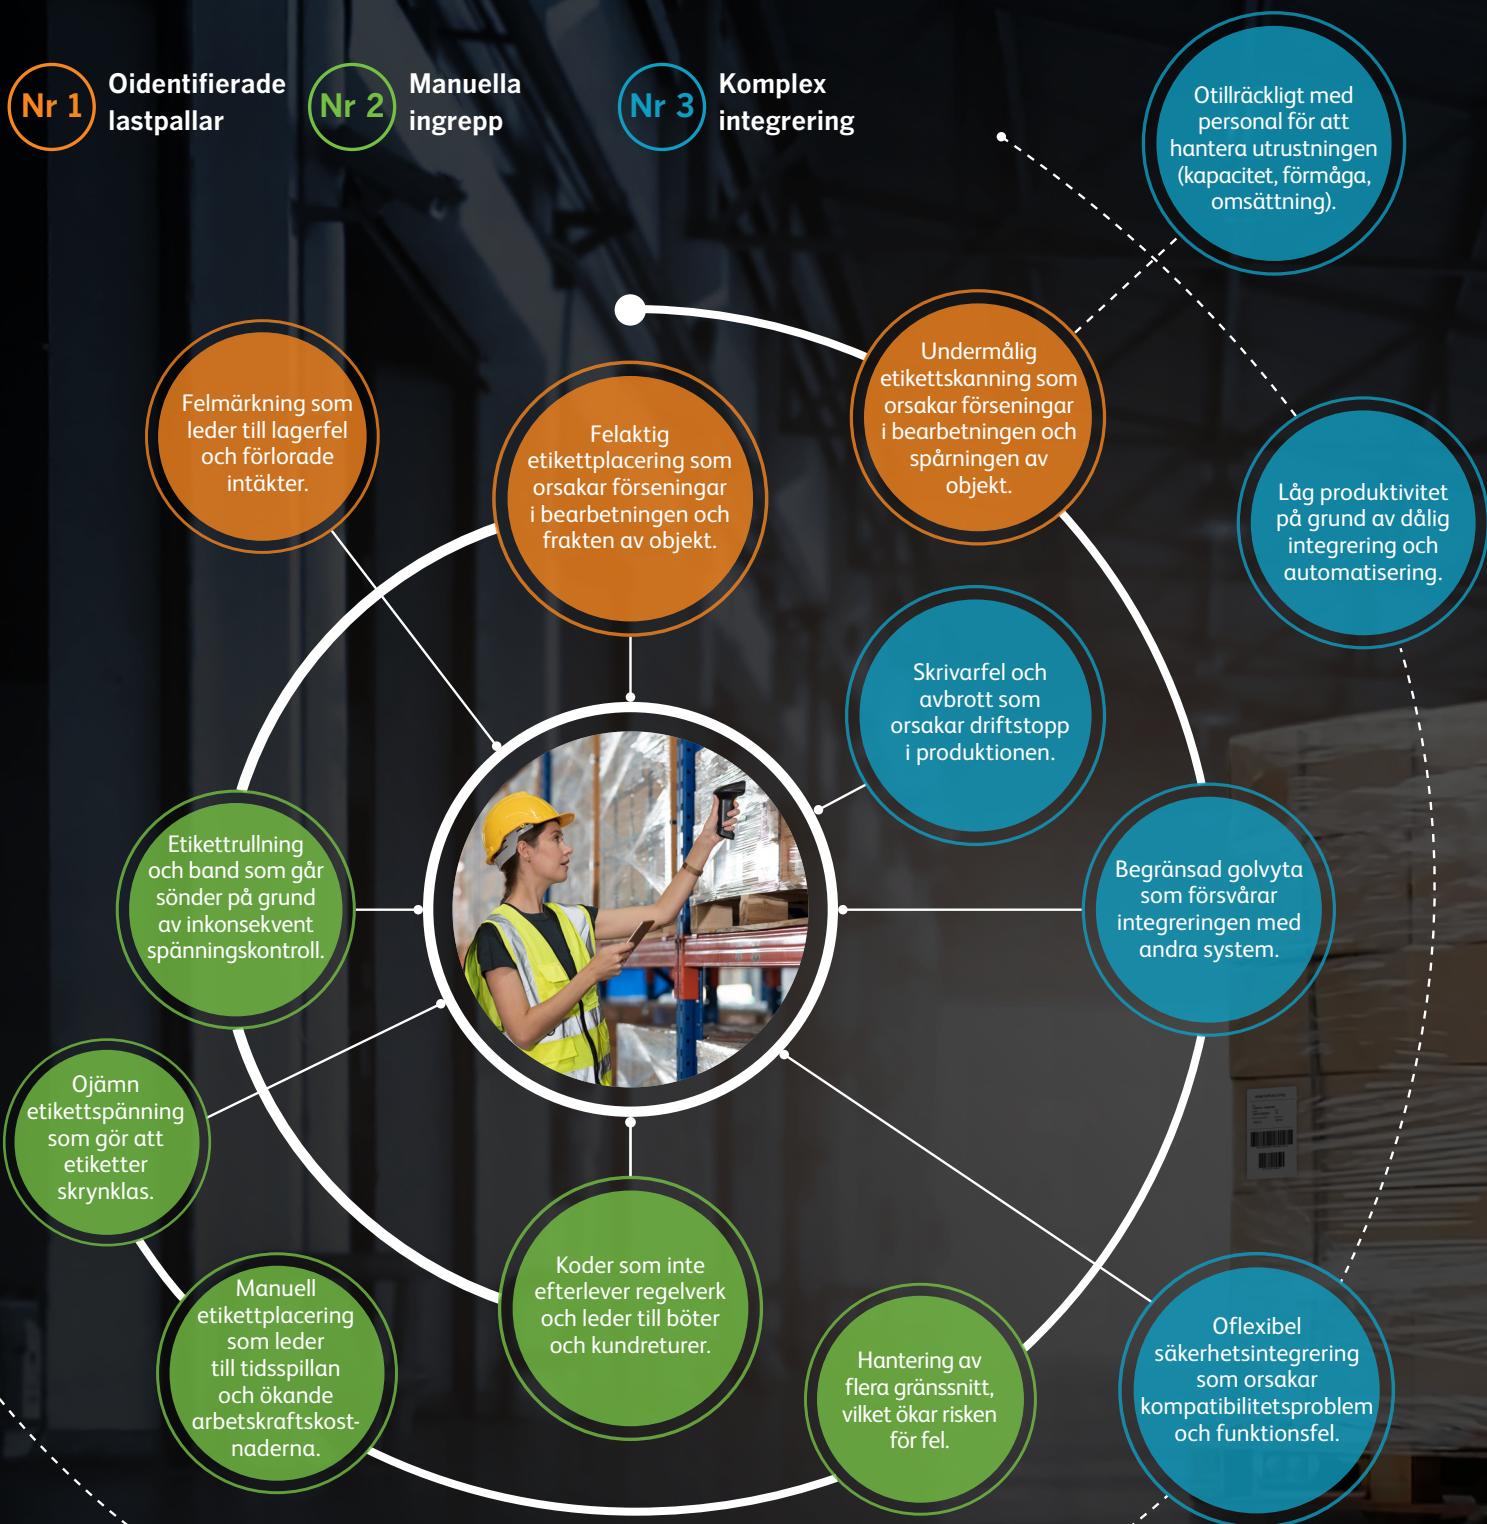 Nr 1
Oidentifierade
lastpallar
Nr 2
Manuella
ingrepp
Nr 3
Komplex
integrering
Otillräckligt med
personal för att
hantera utrustningen
(kapacitet, förmåga,
omsättning).
Undermålig
etikettskanning som
orsakar förseningar
i bearbetningen och
spårningen av
objekt.
Felmärkning som
leder till lagerfel
och förlorade
intäkter.
Felaktig
etikettplacering som
orsakar förseningar
i bearbetningen och
frakten av objekt.
Låg produktivitet
på grund av dålig
integrering och
automatisering.
Skrivarfel och
avbrott som
orsakar driftstopp
i produktionen.
Etikettrullning
och band som går
sönder på grund
av inkonsekvent
spänningskontroll.
Begränsad golvyta
som försvårar
integreringen med
andra system.
Ojämn
etikettspänning
som gör att
etiketter
skrynklas.
Koder som inte
efterlever regelverk
och leder till böter
och kundreturer.
Manuell
etikettplacering
som leder
till tidsspillan
och ökande
arbetskraftskost-
naderna.
Hantering av
flera gränssnitt,
vilket ökar risken
för fel.
Oflexibel
säkerhetsintegrering
som orsakar
kompatibilitetsproblem
och funktionsfel.